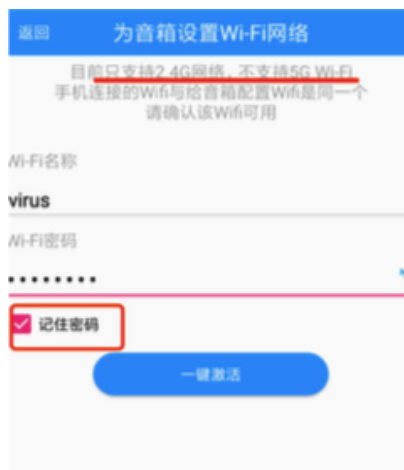 返回 为音箱设置Wi-Fi网络
目前只支持2.4G网络，不支持5G Wi-Fi
手机连接的Wifi与给音箱配置Wifi是同一个
请确认该Wifi可用
Wi-Fi名称
virus
Wi-Fi密码
••••••••
记住密码
一键激活